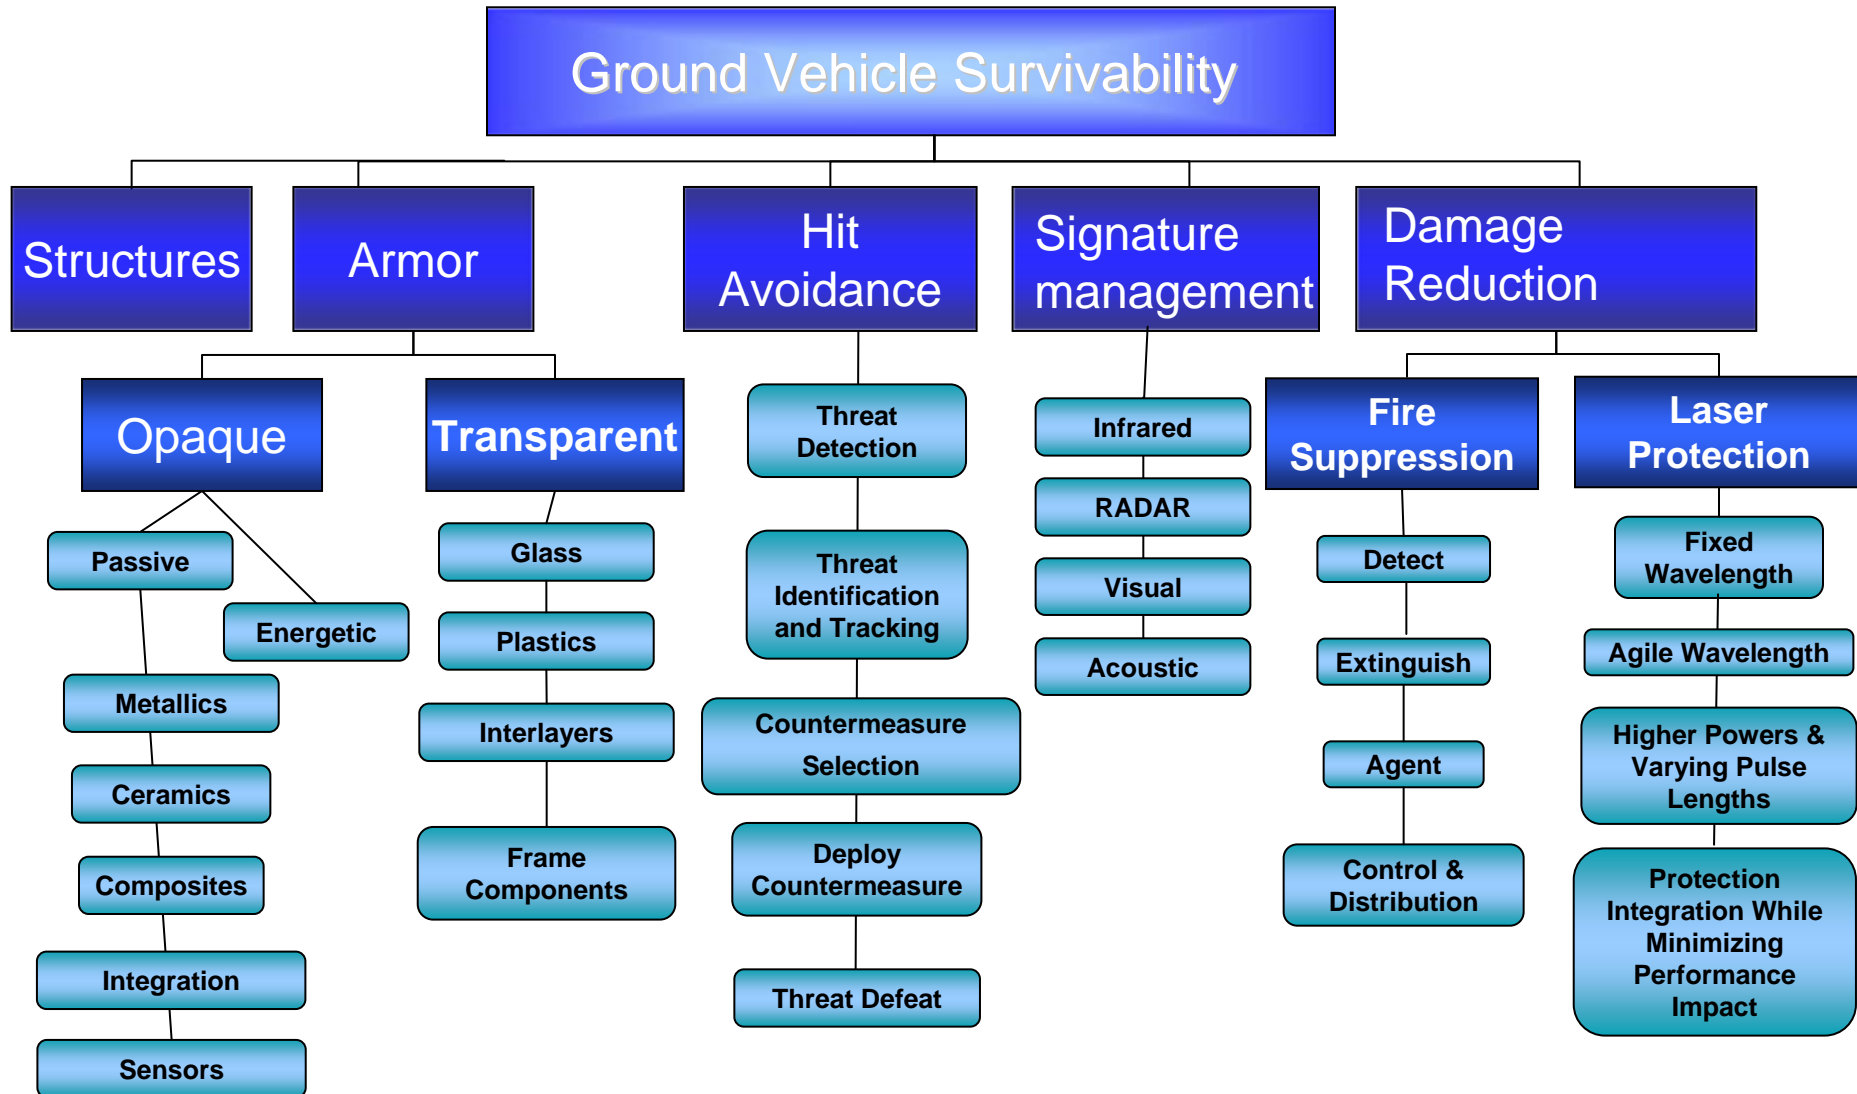 Ground Vehicle Survivability
Structures
Armor
Hit
Avoidance
Signature
management
Damage
Reduction
Opaque
Transparent
Passive
Energetic
Metallics
Ceramics
Composites
Integration
Sensors
Glass
Plastics
Interlayers
Frame
Components
Threat
Detection
Threat
Identification
and Tracking
Countermeasure
Selection
Deploy
Countermeasure
Threat Defeat
Infrared
RADAR
Visual
Acoustic
Fire
Suppression
Detect
Extinguish
Agent
Control &
Distribution
Laser
Protection
Fixed
Wavelength
Agile Wavelength
Higher Powers &
Varying Pulse
Lengths
Protection
Integration While
Minimizing
Performance
Impact